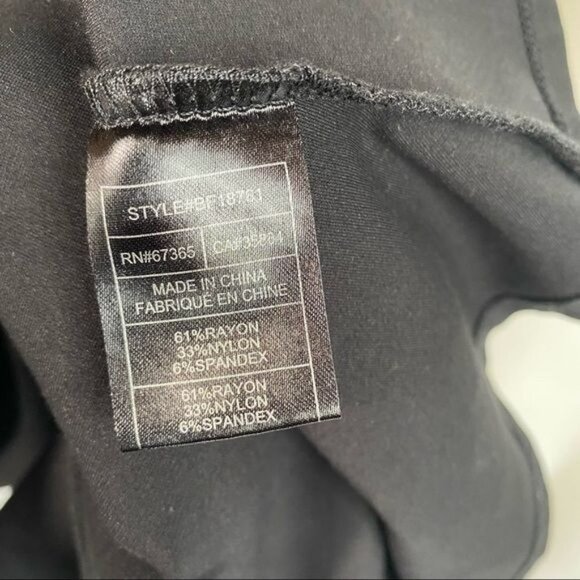 STYLE#BF18761
RN#67365
MADE IN CHINA
FABRIQUE EN CHINE
61%RAYON
33%NYLON
6%SPANDEX
61%RAYON
33%NYLON
6%SPANDEX